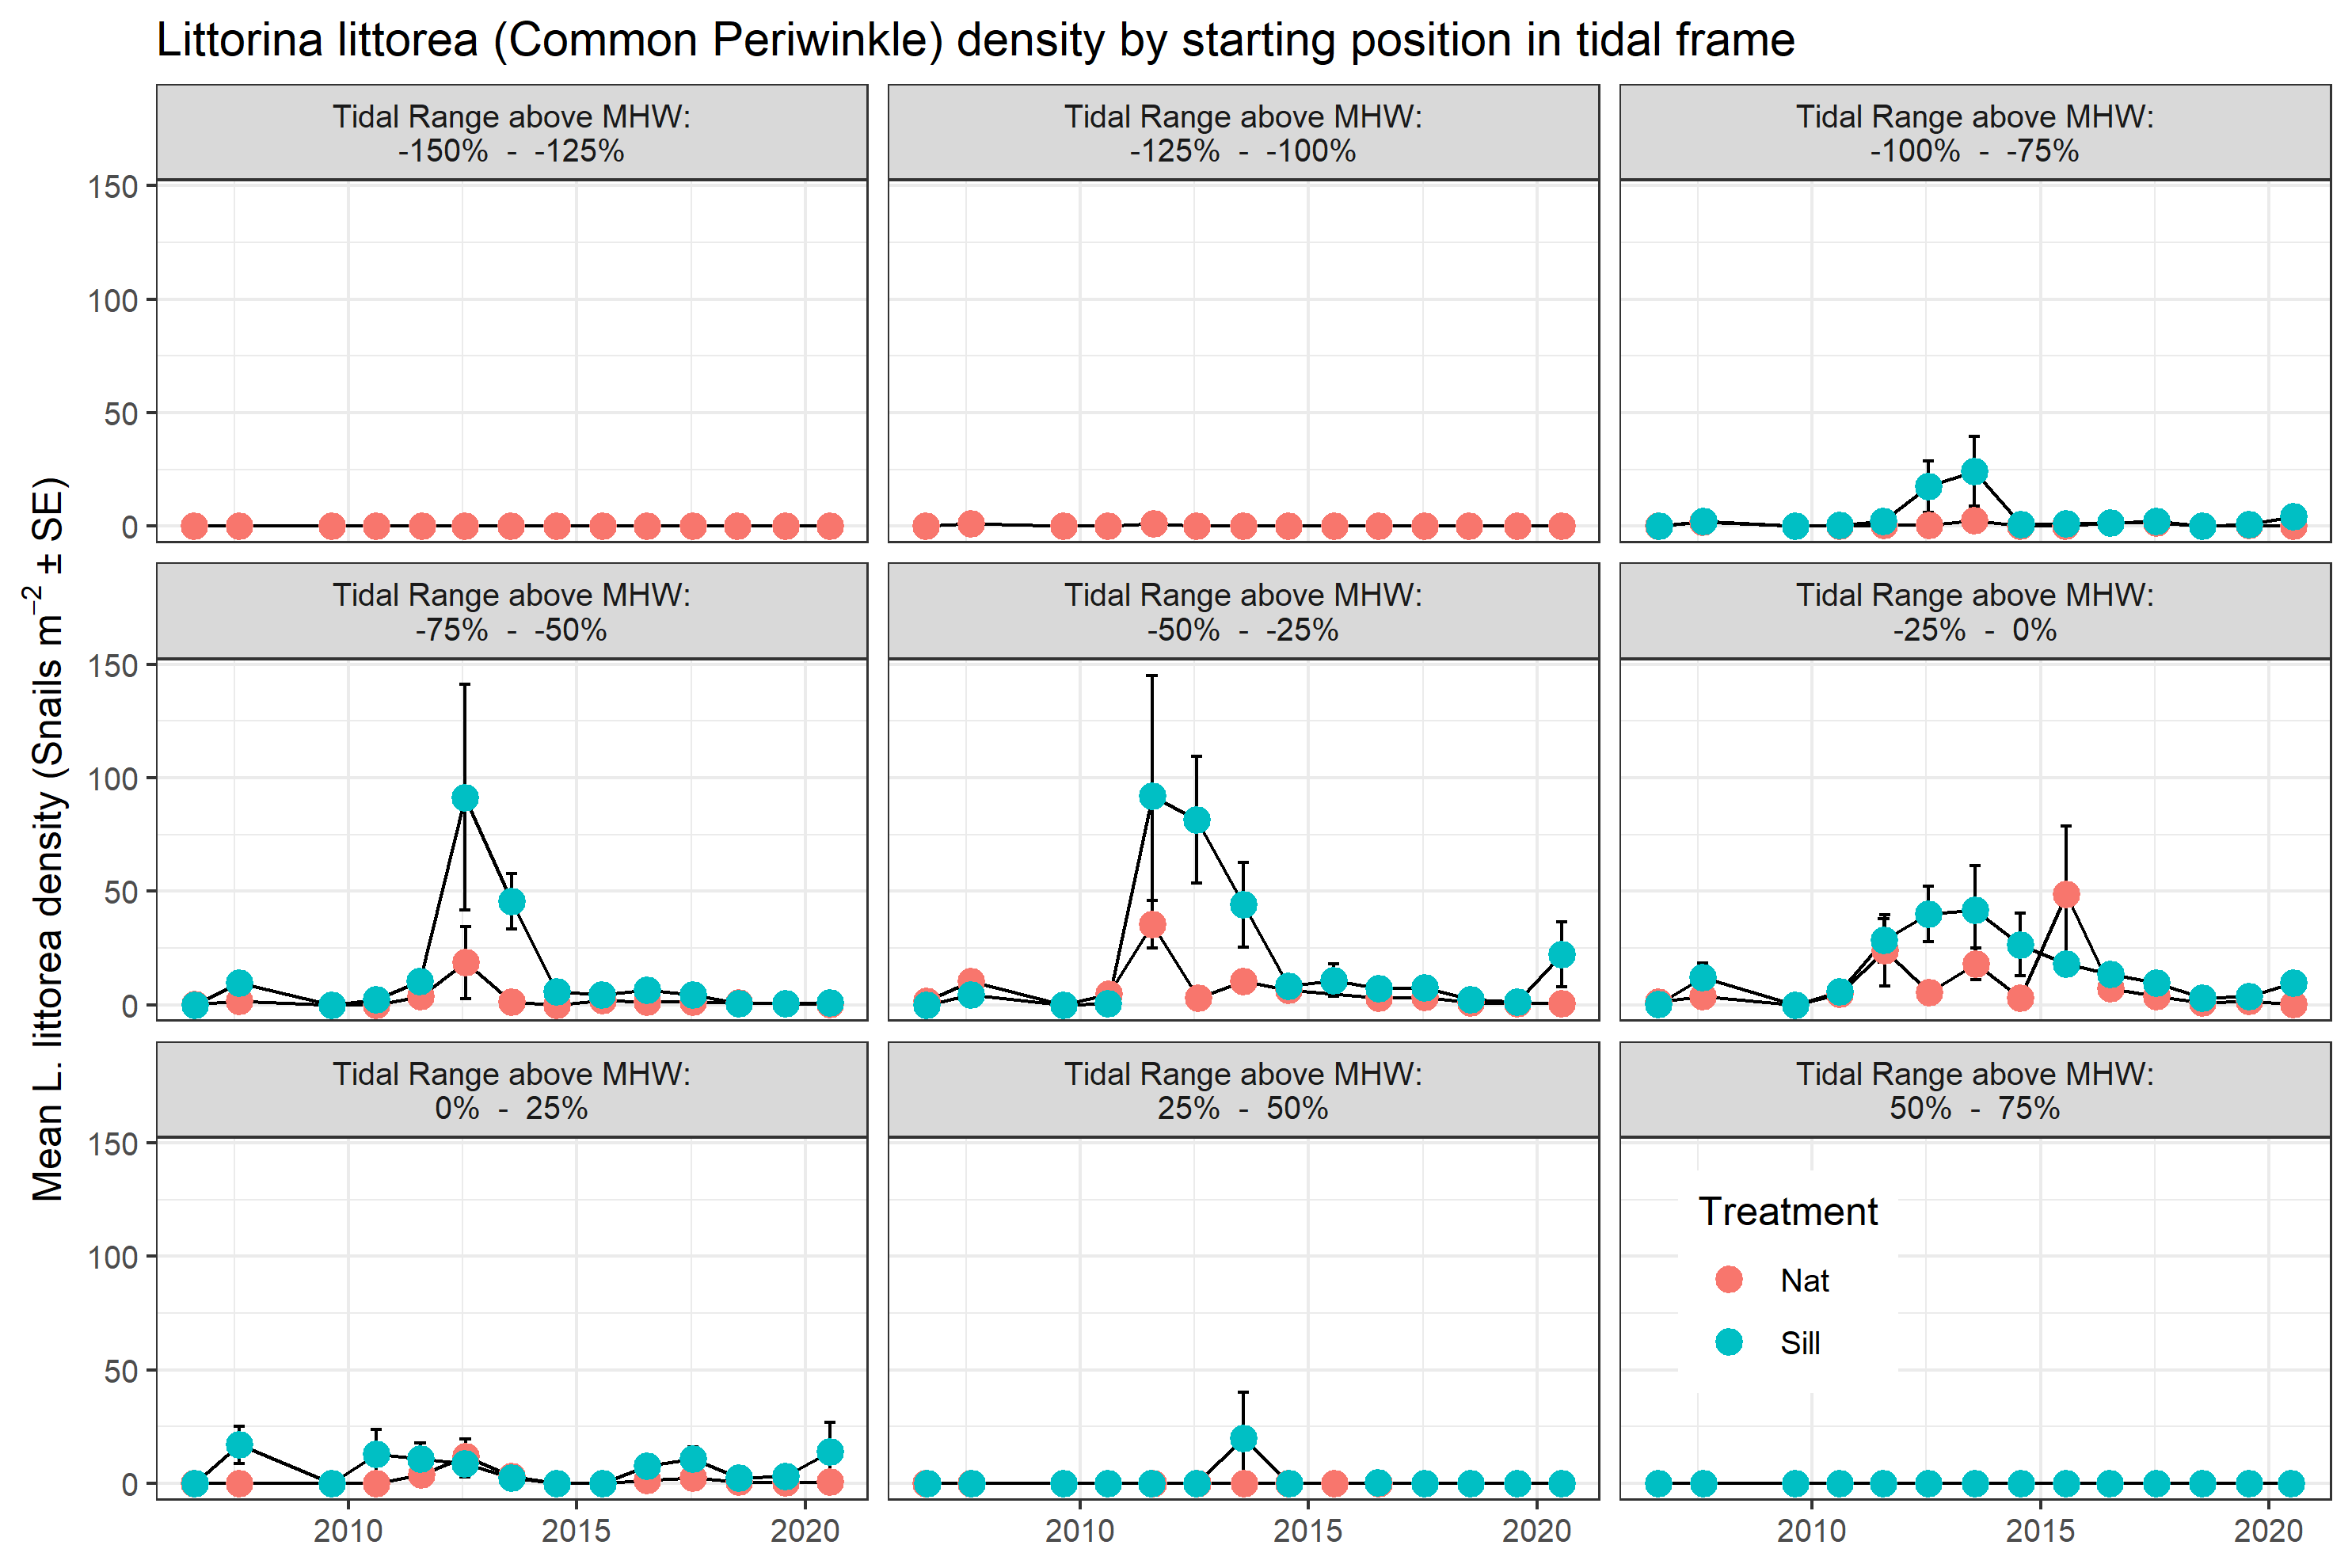 Littorina littorea (Common Periwinkle) density by starting position in tidal frame
Mean L. littorea density (Snails m⁻² ± SE)
Tidal Range above MHW:
-150% - -125%
Tidal Range above MHW:
-125% - -100%
Tidal Range above MHW:
-100% - -75%
150
100
50
0
Tidal Range above MHW:
-75% - -50%
Tidal Range above MHW:
-50% - -25%
Tidal Range above MHW:
-25% - 0%
150
100
50
0
Tidal Range above MHW:
0% - 25%
Tidal Range above MHW:
25% - 50%
Tidal Range above MHW:
50% - 75%
150
100
50
0
Treatment
Nat
Sill
2010 2015 2020
2010 2015 2020
2010 2015 2020